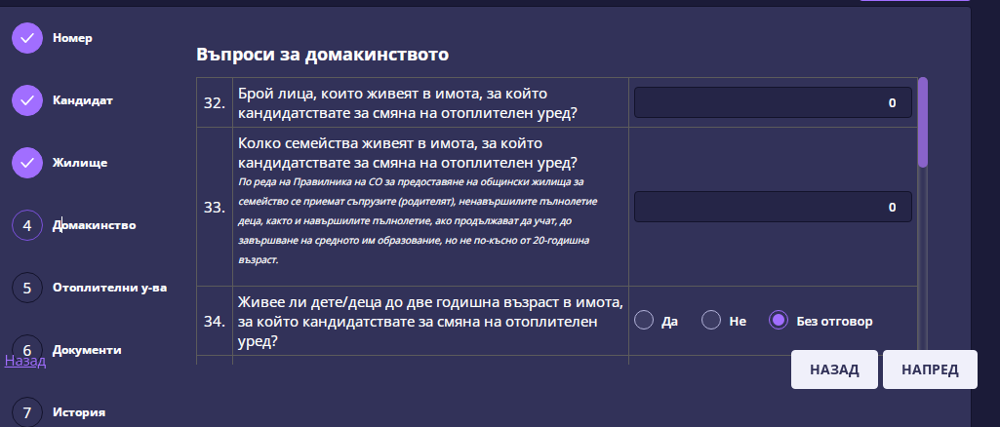 Номер
Кандидат
Жилище
4 Домакинство
5 Отоплителни у-ва
6 Документи
Назад
7 История
Въпроси за домакинството
32. Брой лица, които живеят в имота, за който
кандидатствате за смяна на отоплителен уред?
0
33. Колко семейства живеят в имота, за който
кандидатствате за смяна на отоплителен уред?
По реда на Правилника на СО за предоставяне на общински жилища за
семейство се приемат съпрузите (родителят), ненавършилите пълнолетие
деца, както и навършилите пълнолетие, ако продължават да учат, до
завършване на средното им образование, но не по-късно от 20-годишна
възраст.
0
34. Живее ли дете/деца до две годишна възраст в имота,
за който кандидатствате за смяна на отоплителен
уред?
Да Не Без отговор
НАЗАД НАПРЕД